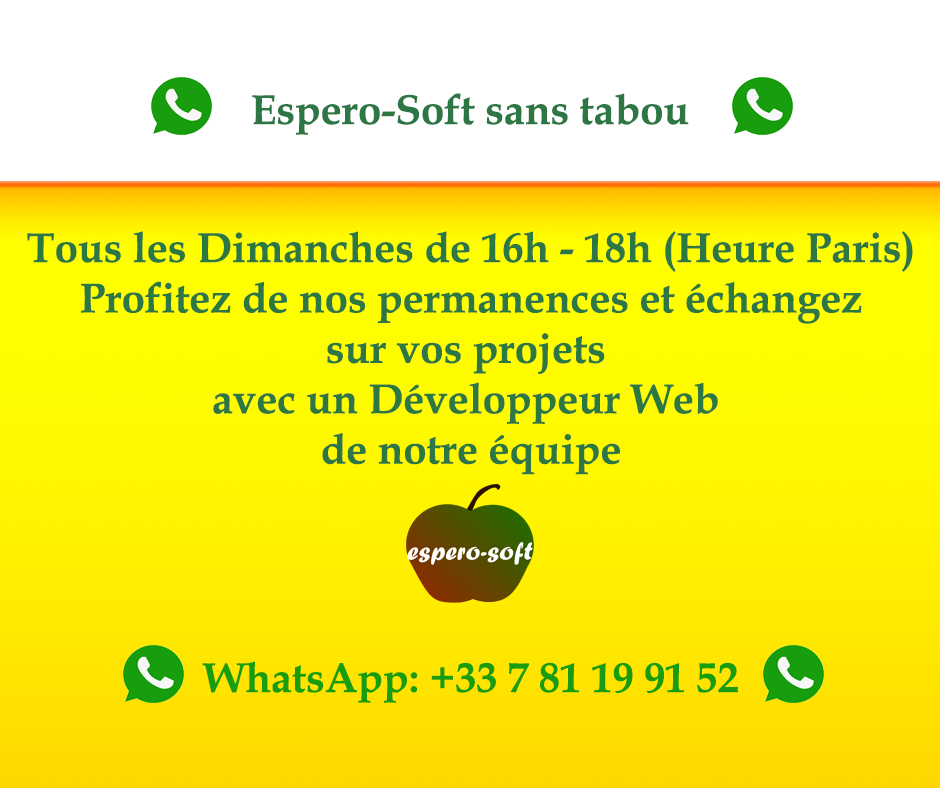 Espero-Soft sans tabou
Tous les Dimanches de 16h - 18h (Heure Paris)
Profitez de nos permanences et échangez
sur vos projets
avec un Développeur Web
de notre équipe
espero-soft
WhatsApp: +33 7 81 19 91 52